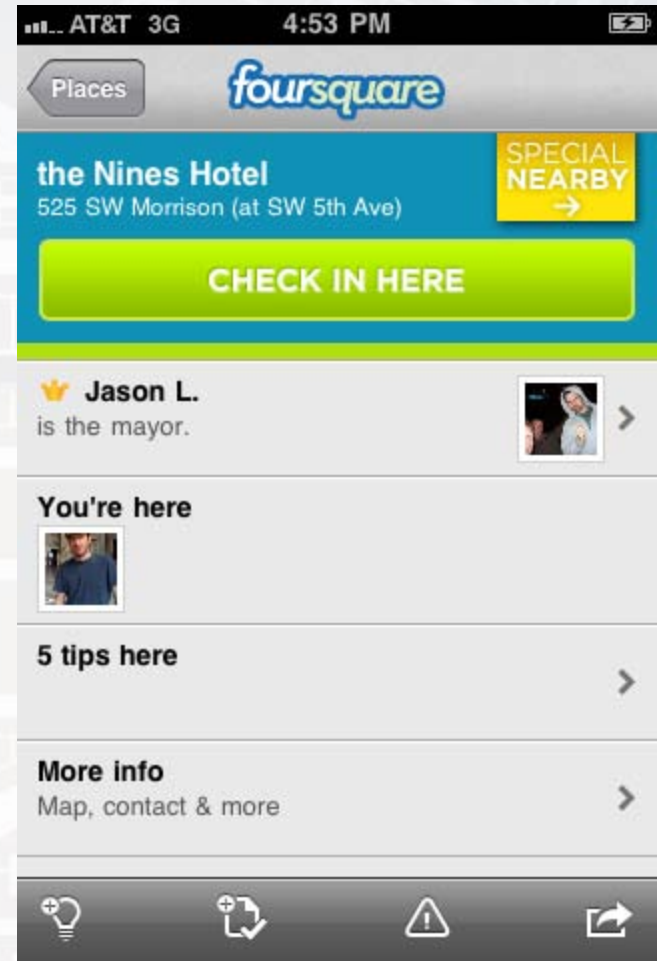 AT&T 3G 4:53 PM
Places foursquare
the Nines Hotel
525 SW Morrison (at SW 5th Ave)
SPECIAL
NEARBY
CHECK IN HERE
Jason L.
is the mayor.
You're here
5 tips here
More info
Map, contact & more